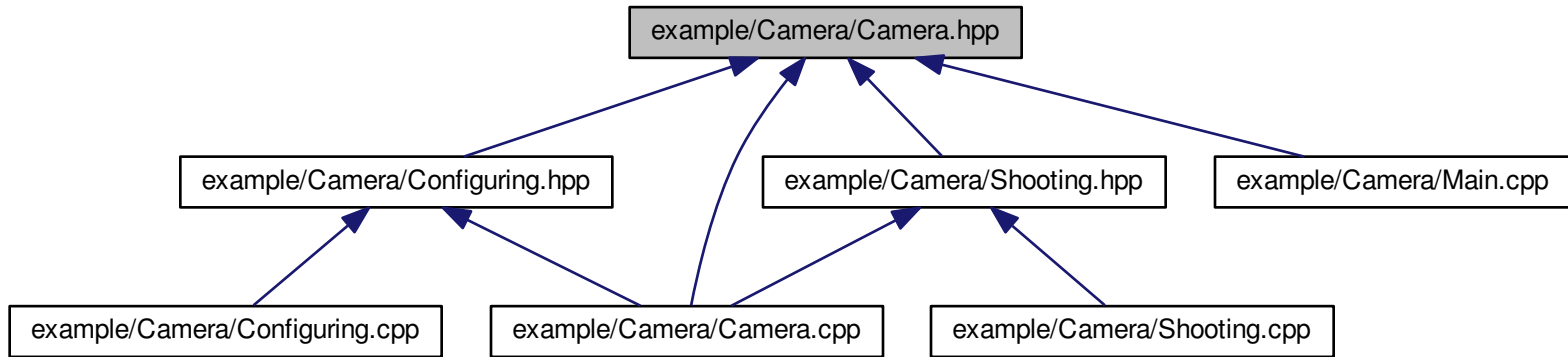 example/Camera/Camera.hpp
example/Camera/Configuring.hpp
example/Camera/Shooting.hpp
example/Camera/Main.cpp
example/Camera/Configuring.cpp
example/Camera/Camera.cpp
example/Camera/Shooting.cpp